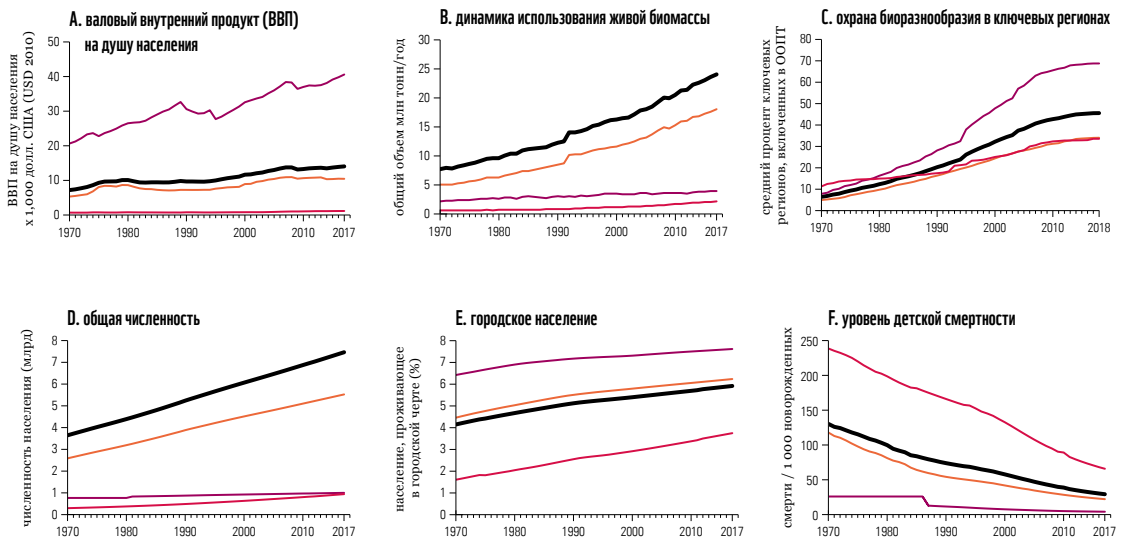 A. валовый внутренний продукт (ВВП)
на душу населения
ВВП на душу населения
x 1,000 долл. США (USD 2010)
50
40
30
20
10
0
1970 1980 1990 2000 2010 2017
B. динамика использования живой биомассы
общий объем млн тонн/год
30
25
20
15
10
5
0
1970 1980 1990 2000 2010 2017
C. охрана биоразнообразия в ключевых регионах
средний процент ключевых
регионов, включенных в ООПТ
80
70
60
50
40
30
20
10
0
1970 1980 1990 2000 2010 2018
D. общая численность
численность населения (млрд)
8
7
6
5
4
3
2
1
0
1970 1980 1990 2000 2010 2017
E. городское население
население, проживающее
в городской черте (%)
8
7
6
5
4
3
2
1
0
1970 1980 1990 2000 2010 2017
F. уровень детской смертности
смерти / 1 000 новорожденных
250
200
150
100
50
0
1970 1980 1990 2000 2010 2017